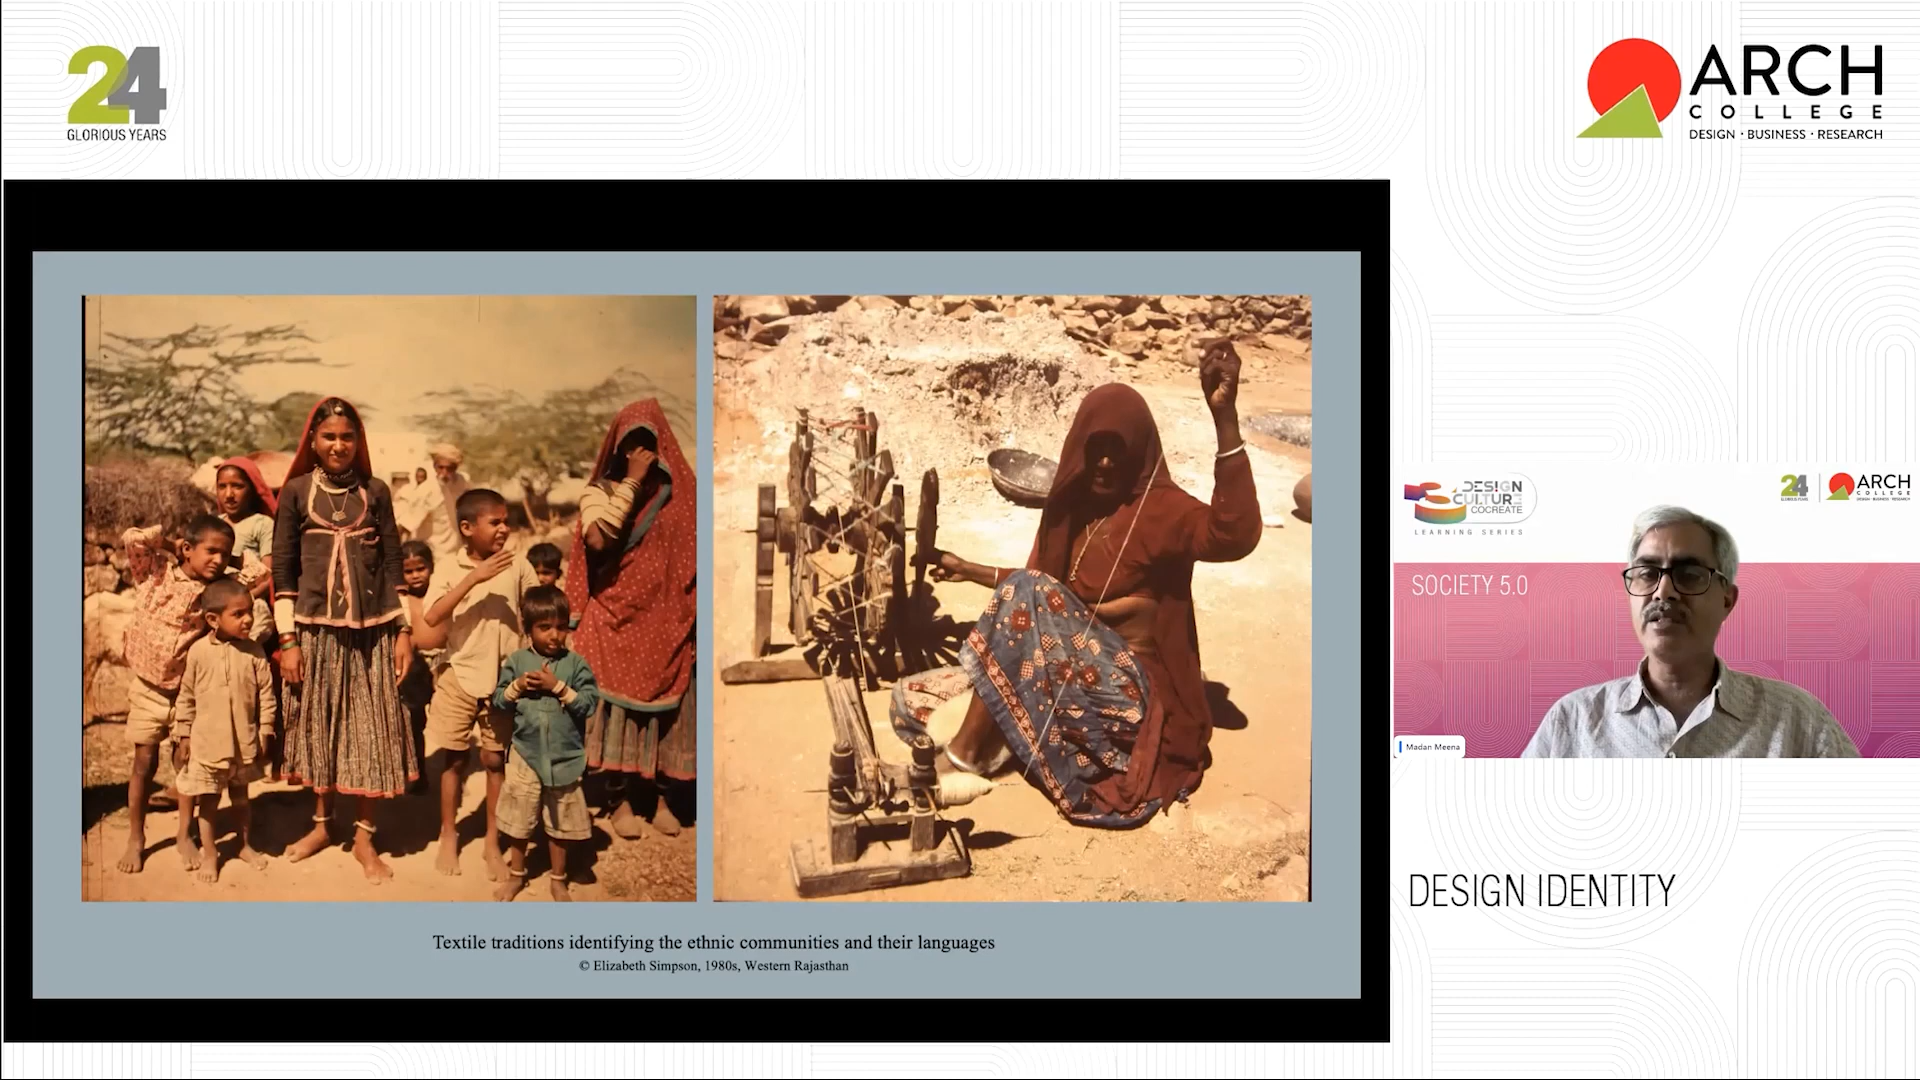 24
GLORIOUS YEARS
ARCH
COLLEGE
DESIGN · BUSINESS · RESEARCH
Textile traditions identifying the ethnic communities and their languages
© Elizabeth Simpson, 1980s, Western Rajasthan
DESIGN
CULTURE
COCREATE
LEARNING SERIES
24
ARCH
COLLEGE
SOCIETY 5.0
Madan Meena
DESIGN IDENTITY